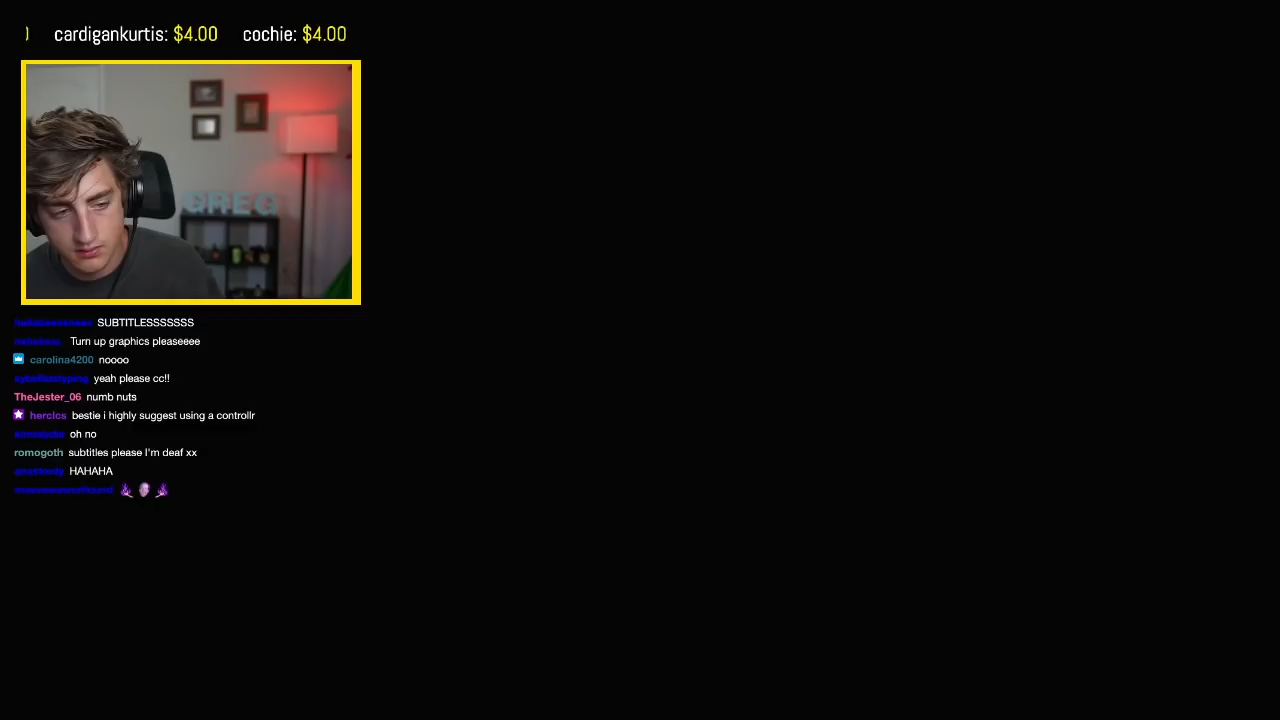 cardigankurtis: $4.00 cochie: $4.00
GREG
SUBTITLESSSSSSS
Turn up graphics pleaseeee
carolina4200 noooo
yeah please cc!!
TheJester_06 numb nuts
herclcs bestie i highly suggest using a controllr
oh no
romogoth subtitles please I'm deaf xx
HAHAHA